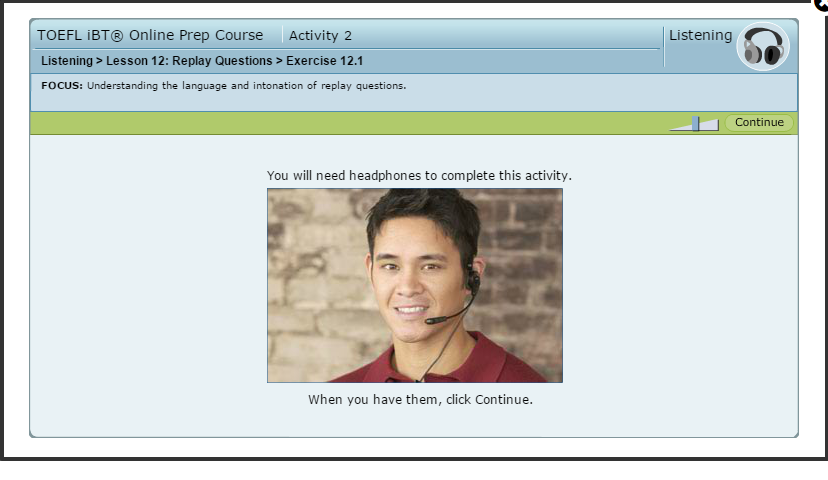 TOEFL iBT® Online Prep Course Activity 2 Listening
Listening > Lesson 12: Replay Questions > Exercise 12.1
FOCUS: Understanding the language and intonation of replay questions.
Continue
You will need headphones to complete this activity.
When you have them, click Continue.